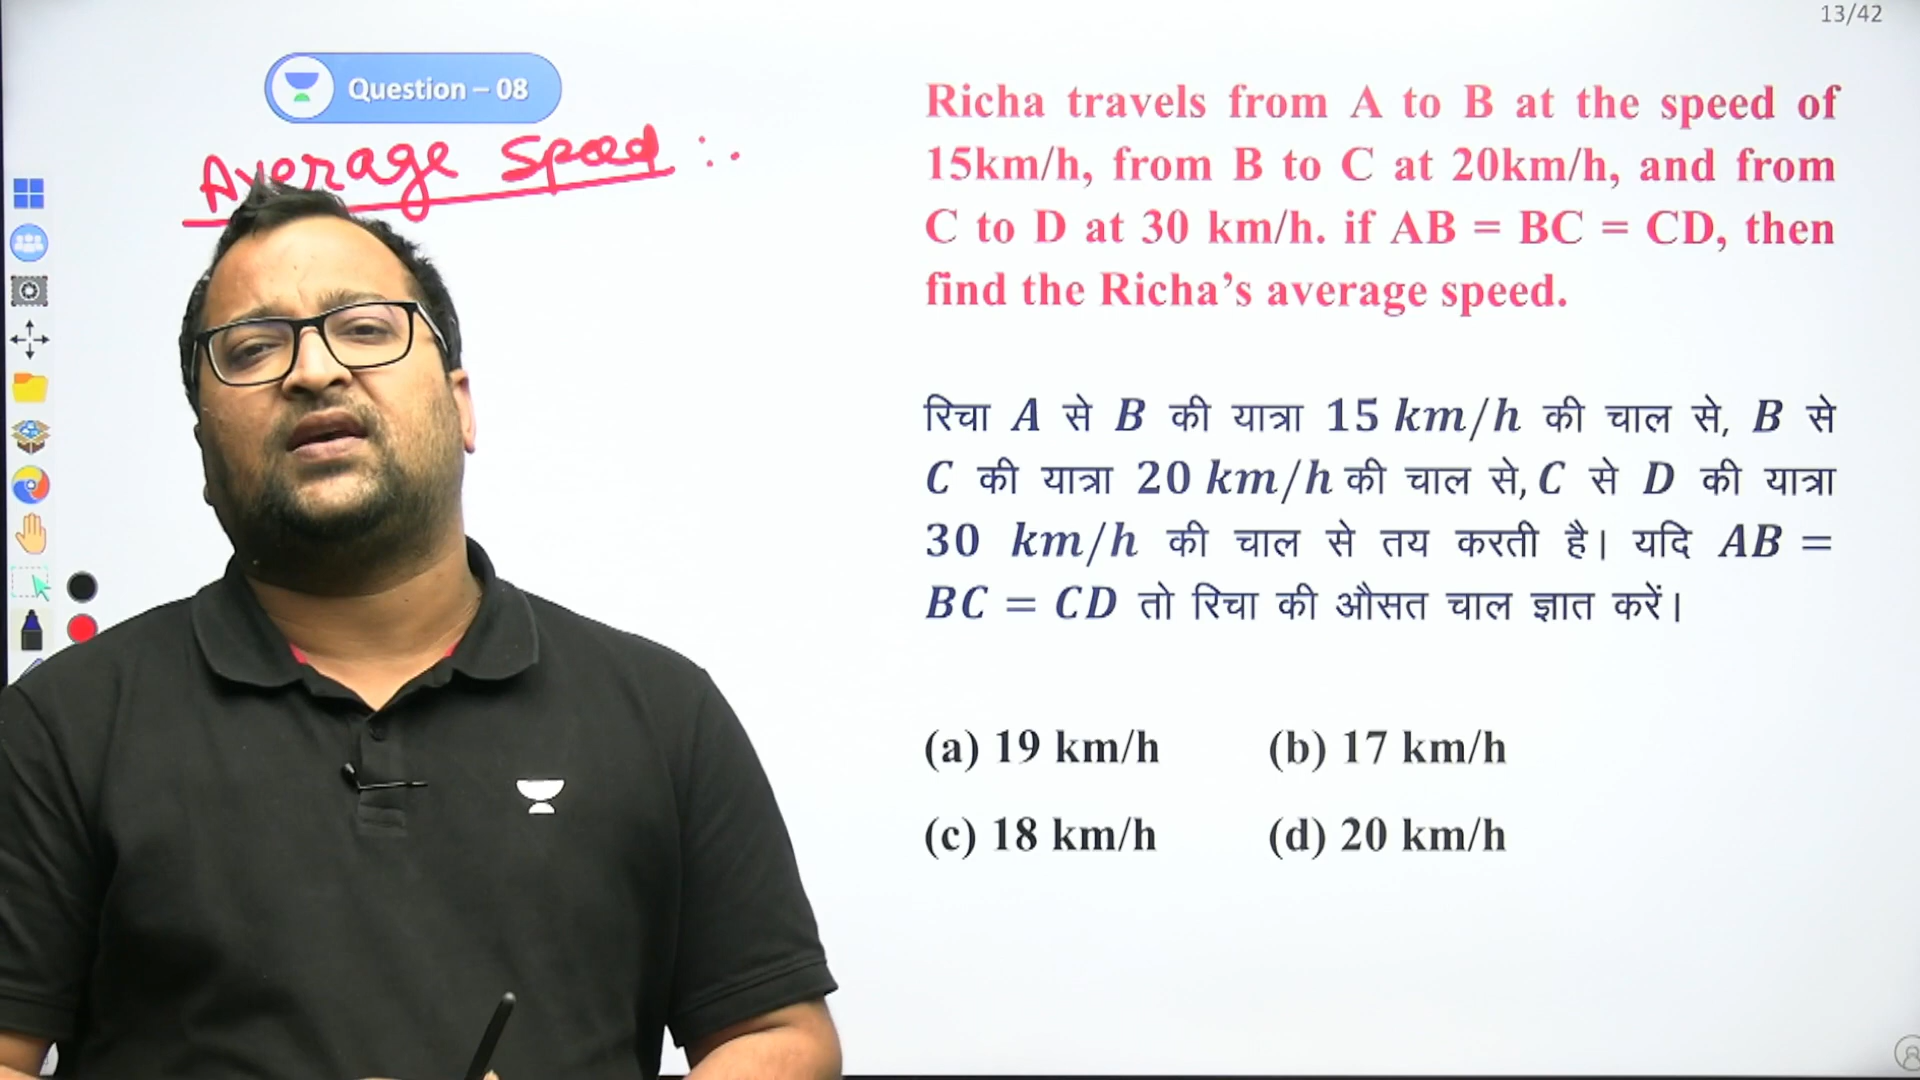 13/42
Question – 08
Average Speed :.
Richa travels from A to B at the speed of
15km/h, from B to C at 20km/h, and from
C to D at 30 km/h. if AB = BC = CD, then
find the Richa’s average speed.
रिचा A से B की यात्रा 15 km/h की चाल से, B से
C की यात्रा 20 km/h की चाल से, C से D की यात्रा
30 km/h की चाल से तय करती है। यदि AB =
BC = CD तो रिचा की औसत चाल ज्ञात करें।
(a) 19 km/h (b) 17 km/h
(c) 18 km/h (d) 20 km/h